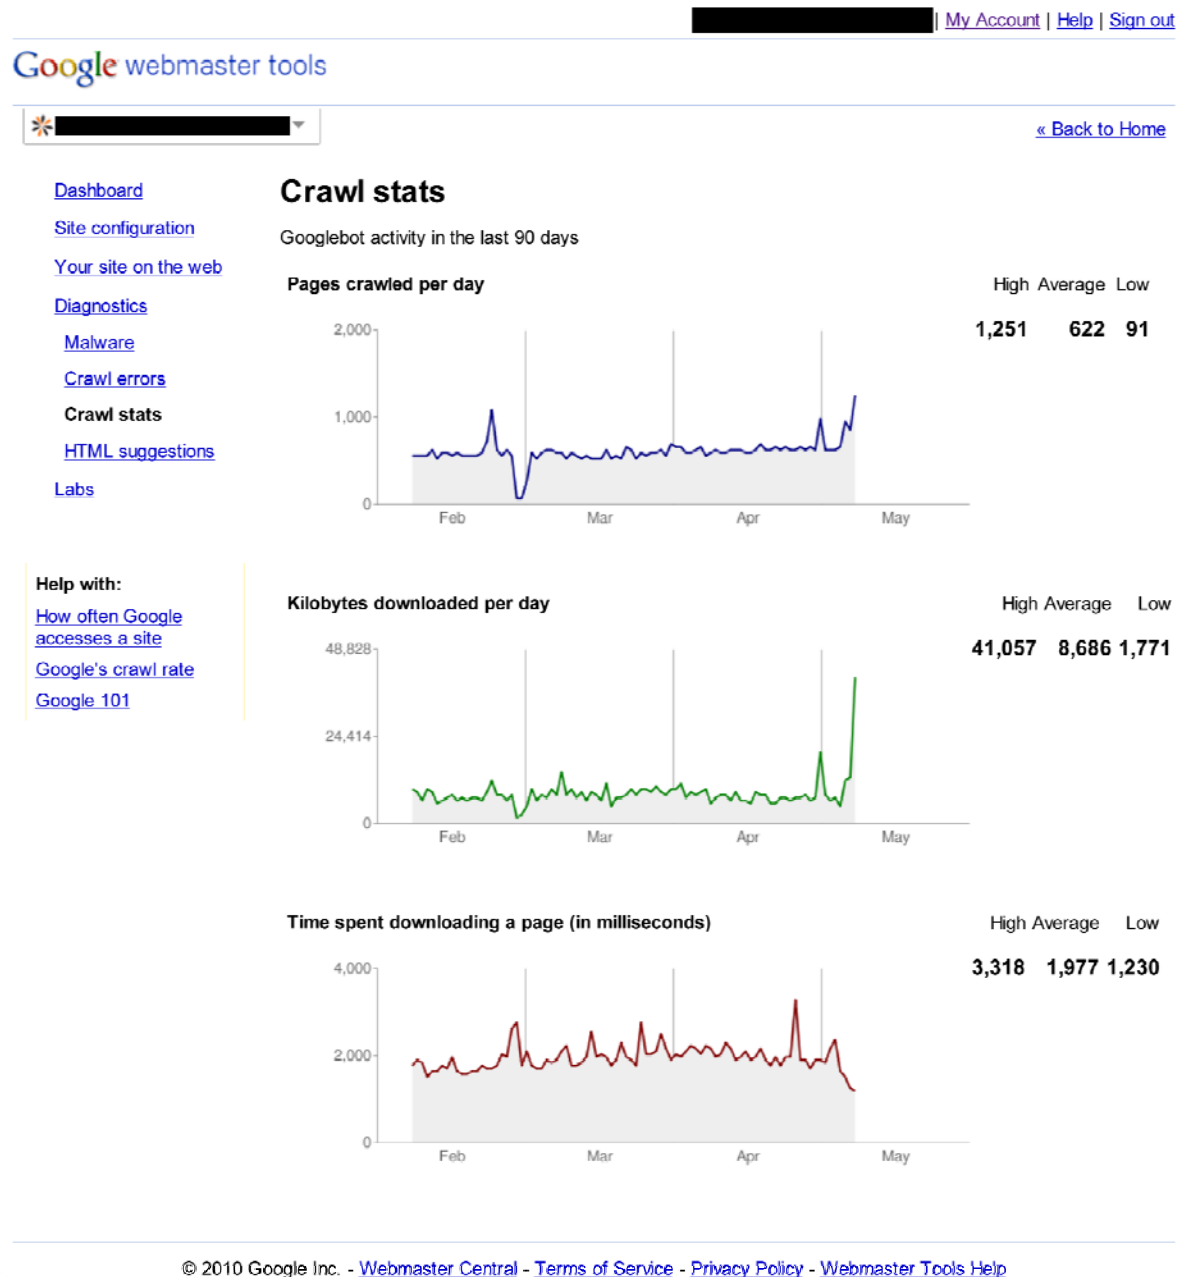 | My Account | Help | Sign out
Google webmaster tools
« Back to Home
Dashboard
Site configuration
Your site on the web
Diagnostics
Malware
Crawl errors
Crawl stats
HTML suggestions
Labs
Help with:
How often Google
accesses a site
Google's crawl rate
Google 101
Crawl stats
Googlebot activity in the last 90 days
Pages crawled per day
High Average Low
1,251 622 91
2,000
1,000
0
Feb Mar Apr May
Kilobytes downloaded per day
High Average Low
41,057 8,686 1,771
48,828
24,414
0
Feb Mar Apr May
Time spent downloading a page (in milliseconds)
High Average Low
3,318 1,977 1,230
4,000
2,000
0
Feb Mar Apr May
© 2010 Google Inc. - Webmaster Central - Terms of Service - Privacy Policy - Webmaster Tools Help